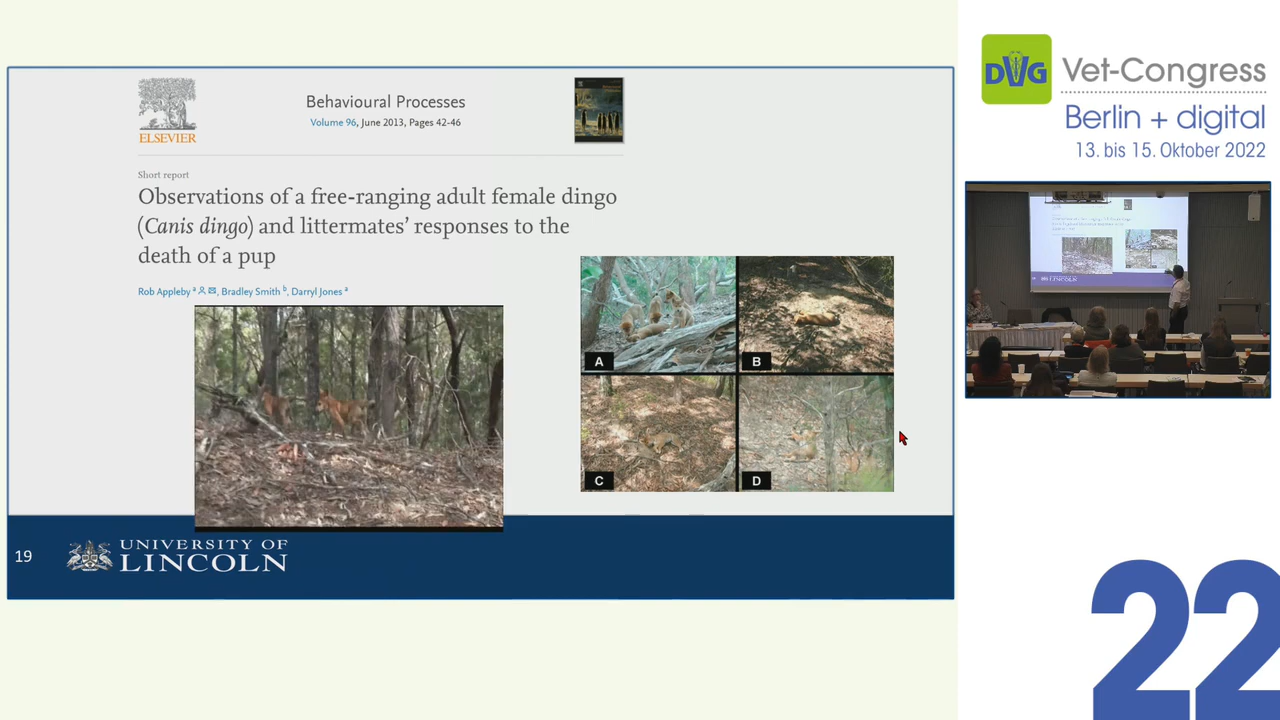 ELSEVIER
Behavioural Processes
Volume 96, June 2013, Pages 42-46
Short report
Observations of a free-ranging adult female dingo
(Canis dingo) and littermates' responses to the
death of a pup
Rob Appleby a, Bradley Smith b, Darryl Jones a
A
B
C
D
19
UNIVERSITY OF
LINCOLN
DVG
Vet-Congress
Berlin + digital
13. bis 15. Oktober 2022
22